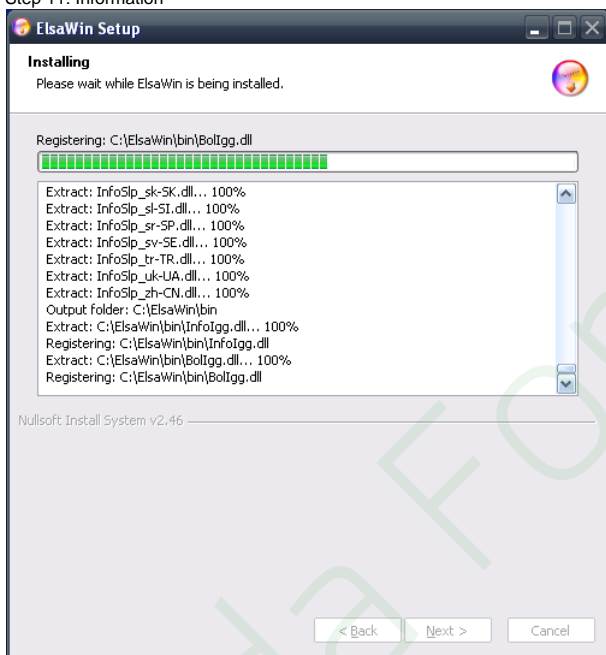 Step 11: Information
ElsaWin Setup
Installing
Please wait while ElsaWin is being installed.
Registering: C:\ElsaWin\bin\BolIgg.dll
Extract: InfoSlp_sk-SK.dll... 100%
Extract: InfoSlp_sl-SI.dll... 100%
Extract: InfoSlp_sr-SP.dll... 100%
Extract: InfoSlp_sv-SE.dll... 100%
Extract: InfoSlp_tr-TR.dll... 100%
Extract: InfoSlp_uk-UA.dll... 100%
Extract: InfoSlp_zh-CN.dll... 100%
Output folder: C:\ElsaWin\bin
Extract: C:\ElsaWin\bin\InfoIgg.dll... 100%
Registering: C:\ElsaWin\bin\InfoIgg.dll
Extract: C:\ElsaWin\bin\BolIgg.dll... 100%
Registering: C:\ElsaWin\bin\BolIgg.dll
Nullsoft Install System v2.46
< Back Next > Cancel